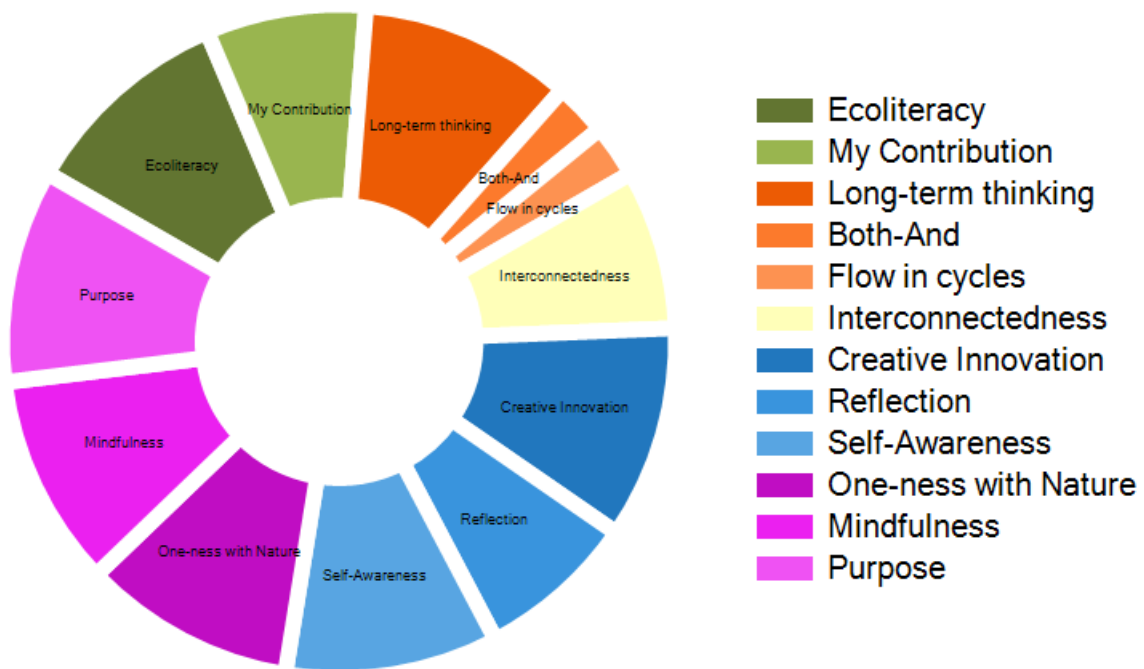 My Contribution
Long-term thinking
Ecoliteracy
Both-And
Flow in cycles
Interconnectedness
Purpose
Creative Innovation
Mindfulness
Reflection
One-ness with Nature
Self-Awareness
Ecoliteracy
My Contribution
Long-term thinking
Both-And
Flow in cycles
Interconnectedness
Creative Innovation
Reflection
Self-Awareness
One-ness with Nature
Mindfulness
Purpose